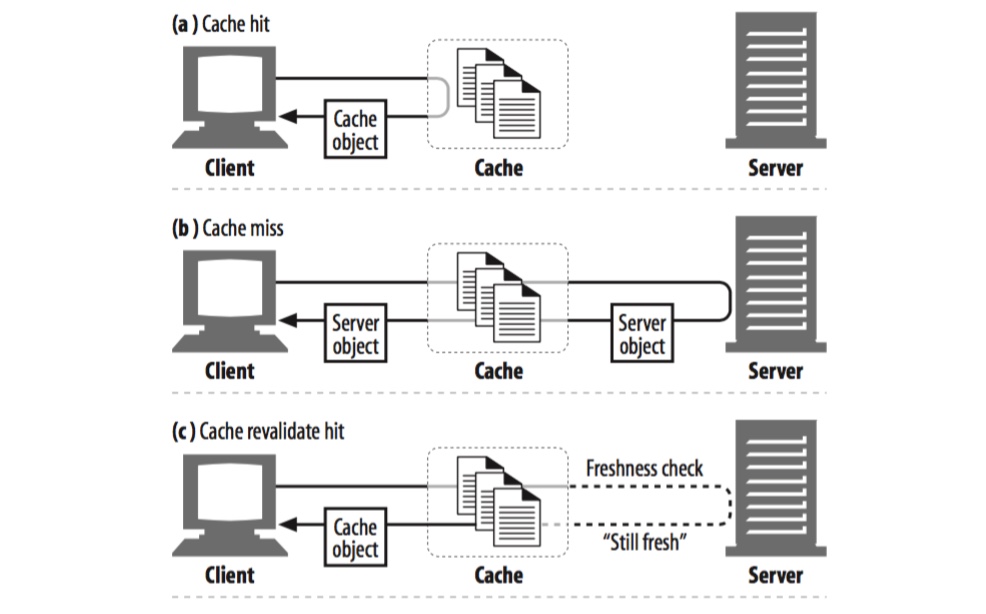 (a) Cache hit
Cache
object
Client
Cache
Server
(b) Cache miss
Server
object
Server
object
Client
Cache
Server
(c) Cache revalidate hit
Freshness check
Cache
object
“Still fresh”
Client
Cache
Server